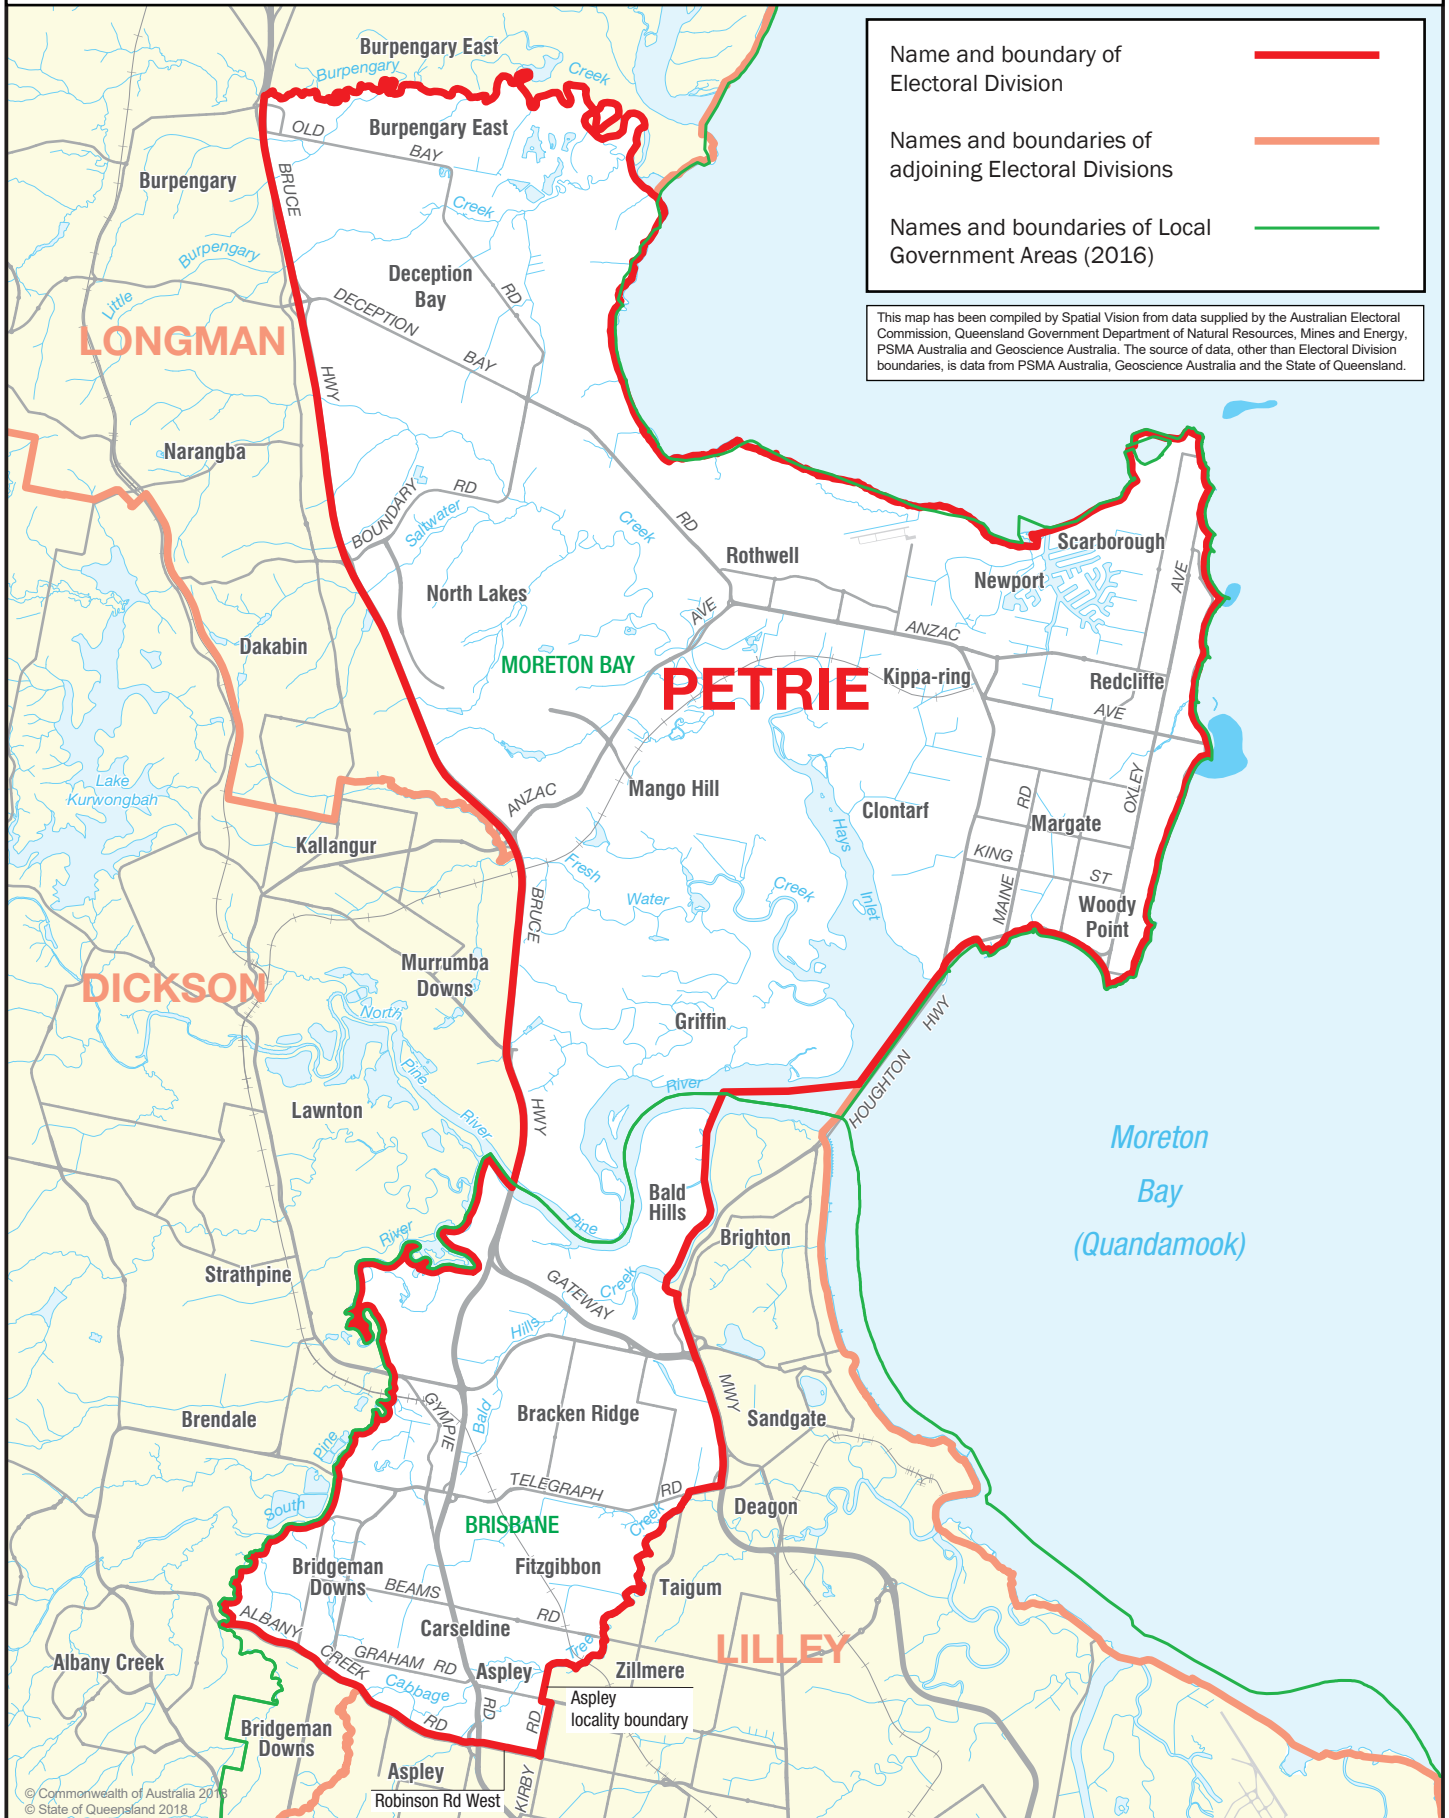 Name and boundary of
Electoral Division
Names and boundaries of
adjoining Electoral Divisions
Names and boundaries of Local
Government Areas (2016)
This map has been compiled by Spatial Vision from data supplied by the Australian Electoral
Commission, Queensland Government Department of Natural Resources, Mines and Energy,
PSMA Australia and Geoscience Australia. The source of data, other than Electoral Division
boundaries, is data from PSMA Australia, Geoscience Australia and the State of Queensland.
Burpengary East
Burpengary
Creek
OLD
BAY
Burpengary East
Burpengary
BRUCE
Creek
Burpengary
Little
Deception
Bay
RD
DECEPTION
BAY
LONGMAN
HWY
Narangba
BOUNDARY
RD
Saltwater
Creek
RD
Rothwell
Scarborough
Newport
AVE
North Lakes
AVE
ANZAC
Dakabin
MORETON BAY
PETRIE
Kippa-ring
Redcliffe
AVE
Lake
Kurwongbah
Mango Hill
ANZAC
Clontarf
RD
OXLEY
Margate
Hays
Inlet
Kallangur
KING
ST
MAINE
Fresh
Water
Creek
BRUCE
Woody
Point
Murrumba
Downs
DICKSON
North
Pine
River
Griffin
HWY
HOUGHTON
River
HWY
Lawnton
Moreton
Bay
(Quandamook)
Bald
Hills
Pine
Brighton
River
Strathpine
GATEWAY
Creek
Hills
Bald
GYMPIE
MWY
Bracken Ridge
Sandgate
Brendale
Pine
South
TELEGRAPH
RD
Creek
Deagon
BRISBANE
Bridgeman
Downs
BEAMS
RD
Fitzgibbon
Taigum
ALBANY
CREEK
RD
Carseldine
GRAHAM RD
Cabbage
Tree
Aspley
RD
RD
Zillmere
LILLEY
Albany Creek
Aspley
locality boundary
Bridgeman
Downs
Aspley
Robinson Rd West
KIRBY
© Commonwealth of Australia 2018
© State of Queensland 2018